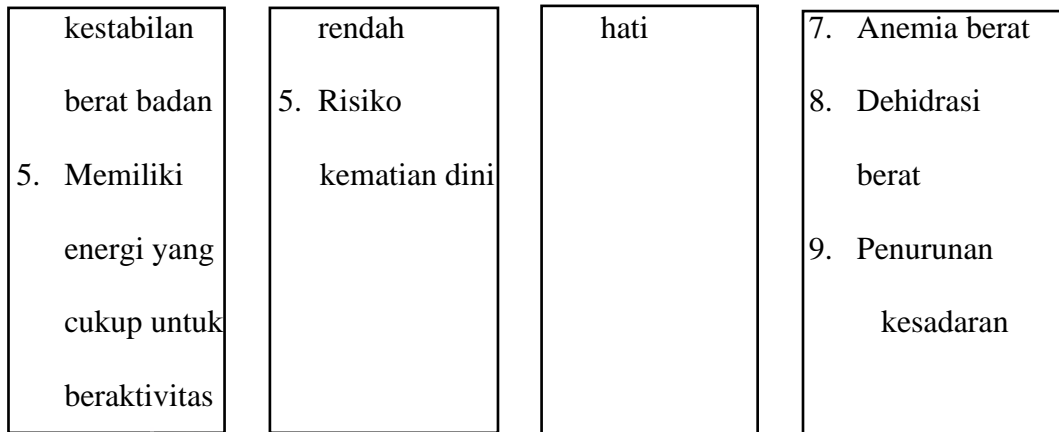 kestabilan
berat badan
5. Memiliki
energi yang
cukup untuk
beraktivitas
rendah
5. Risiko
kematian dini
hati
7. Anemia berat
8. Dehidrasi
berat
9. Penurunan
kesadaran